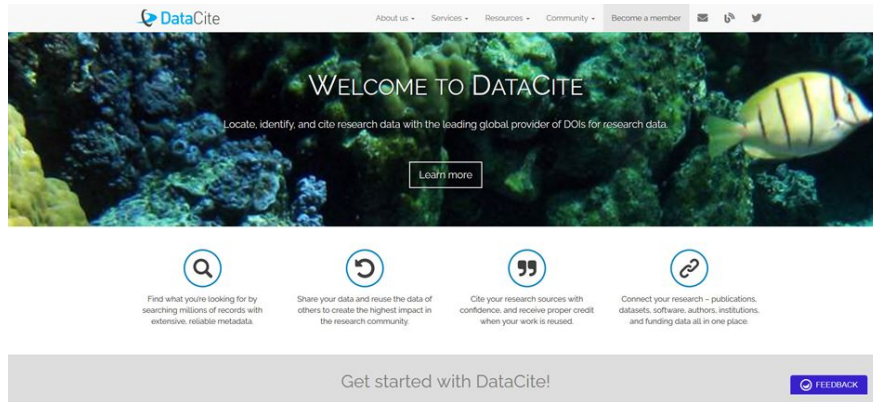 DataCite
About us
Services
Resources
Community
Become a member
WELCOME TO DATACITE
Locate, identify, and cite research data with the leading global provider of DOIs for research data.
Learn more
Find what you're looking for by
searching millions of records with
extensive, reliable metadata.
Share your data and reuse the data of
others to create the highest impact in
the research community.
Cite your research sources with
confidence, and receive proper credit
when your work is reused.
Connect your research – publications,
datasets, software, authors, institutions,
and funding data all in one place.
Get started with DataCite!
FEEDBACK